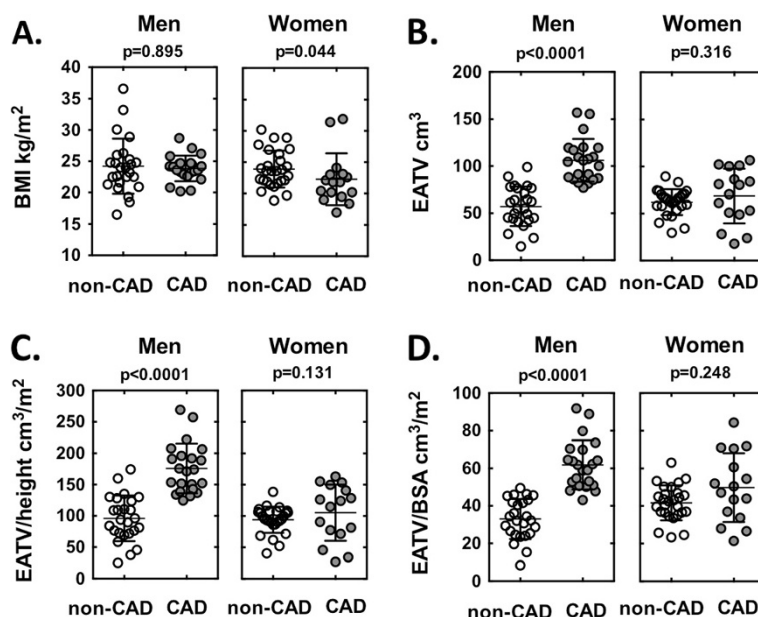 A.
Men
Women
p=0.895
p=0.044
BMI kg/m²
40
35
30
25
20
15
10
non-CAD
CAD
non-CAD
CAD
B.
Men
Women
p<0.0001
p=0.316
EATV cm³
200
150
100
50
0
non-CAD
CAD
non-CAD
CAD
C.
Men
Women
p<0.0001
p=0.131
EATV/height cm³/m²
300
250
200
150
100
50
0
non-CAD
CAD
non-CAD
CAD
D.
Men
Women
p<0.0001
p=0.248
EATV/BSA cm³/m²
100
80
60
40
20
0
non-CAD
CAD
non-CAD
CAD